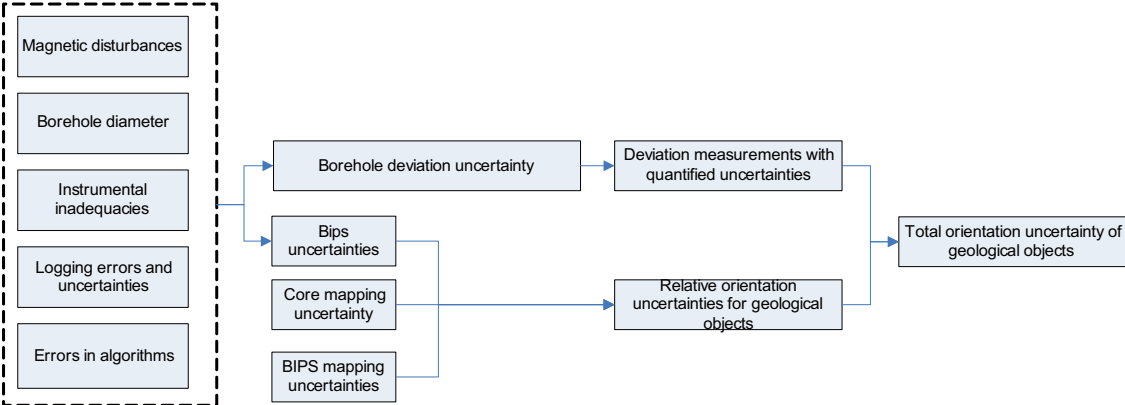 Magnetic disturbances
Borehole diameter
Instrumental
inadequacies
Logging errors and
uncertainties
Errors in algorithms
Borehole deviation uncertainty
Bips
uncertainties
Core mapping
uncertainty
BIPS mapping
uncertainties
Deviation measurements with
quantified uncertainties
Relative orientation
uncertainties for geological
objects
Total orientation uncertainty of
geological objects